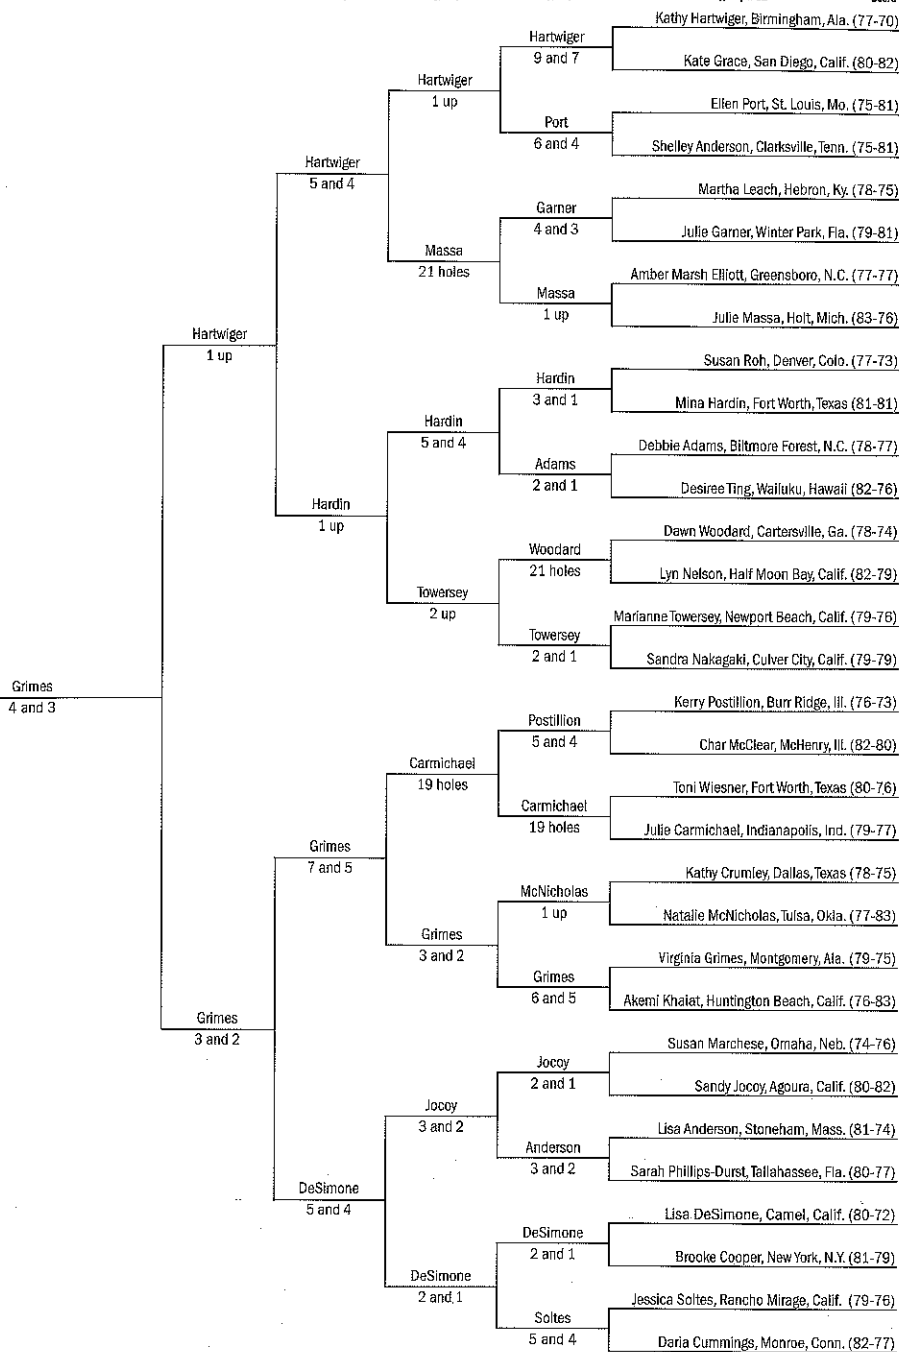 Kathy Hartwiger, Birmingham, Ala. (77-70)
Hartwiger
9 and 7
Kate Grace, San Diego, Calif. (80-82)
Hartwiger
1 up
Ellen Port, St. Louis, Mo. (75-81)
Port
6 and 4
Shelley Anderson, Clarksville, Tenn. (75-81)
Hartwiger
5 and 4
Martha Leach, Hebron, Ky. (78-75)
Garner
4 and 3
Julie Garner, Winter Park, Fla. (79-81)
Massa
21 holes
Amber Marsh Elliott, Greensboro, N.C. (77-77)
Massa
1 up
Julie Massa, Holt, Mich. (83-76)
Hartwiger
1 up
Susan Roh, Denver, Colo. (77-73)
Hardin
3 and 1
Mina Hardin, Fort Worth, Texas (81-81)
Hardin
5 and 4
Debbie Adams, Biltmore Forest, N.C. (78-77)
Adams
2 and 1
Desiree Ting, Wailuku, Hawaii (82-76)
Hardin
1 up
Dawn Woodard, Cartersville, Ga. (78-74)
Woodard
21 holes
Lyn Nelson, Half Moon Bay, Calif. (82-79)
Towersey
2 up
Marianne Towersey, Newport Beach, Calif. (79-76)
Towersey
2 and 1
Sandra Nakagaki, Culver City, Calif. (79-79)
Grimes
4 and 3
Kerry Postillion, Burr Ridge, Ill. (76-73)
Postillion
5 and 4
Char McClear, McHenry, Ill. (82-80)
Carmichael
19 holes
Toni Wiesner, Fort Worth, Texas (80-76)
Carmichael
19 holes
Julie Carmichael, Indianapolis, Ind. (79-77)
Grimes
7 and 5
Kathy Crumley, Dallas, Texas (78-75)
McNicholas
1 up
Natalie McNicholas, Tulsa, Okla. (77-83)
Grimes
3 and 2
Virginia Grimes, Montgomery, Ala. (79-75)
Grimes
6 and 5
Akemi Khaiat, Huntington Beach, Calif. (76-83)
Grimes
3 and 2
Susan Marchese, Omaha, Neb. (74-76)
Jocoy
2 and 1
Sandy Jocoy, Agoura, Calif. (80-82)
Jocoy
3 and 2
Lisa Anderson, Stoneham, Mass. (81-74)
Anderson
3 and 2
Sarah Phillips-Durst, Tallahassee, Fla. (80-77)
DeSimone
5 and 4
Lisa DeSimone, Camel, Calif. (80-72)
DeSimone
2 and 1
Brooke Cooper, New York, N.Y. (81-79)
DeSimone
2 and 1
Jessica Soltes, Rancho Mirage, Calif. (79-76)
Soltes
5 and 4
Daria Cummings, Monroe, Conn. (82-77)